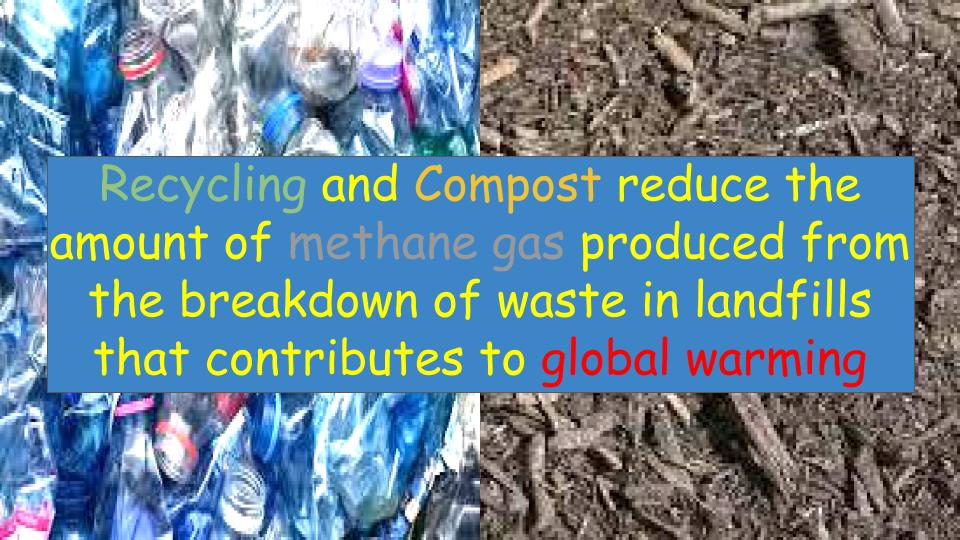 Recycling and Compost reduce the
amount of methane gas produced from
the breakdown of waste in landfills
that contributes to global warming